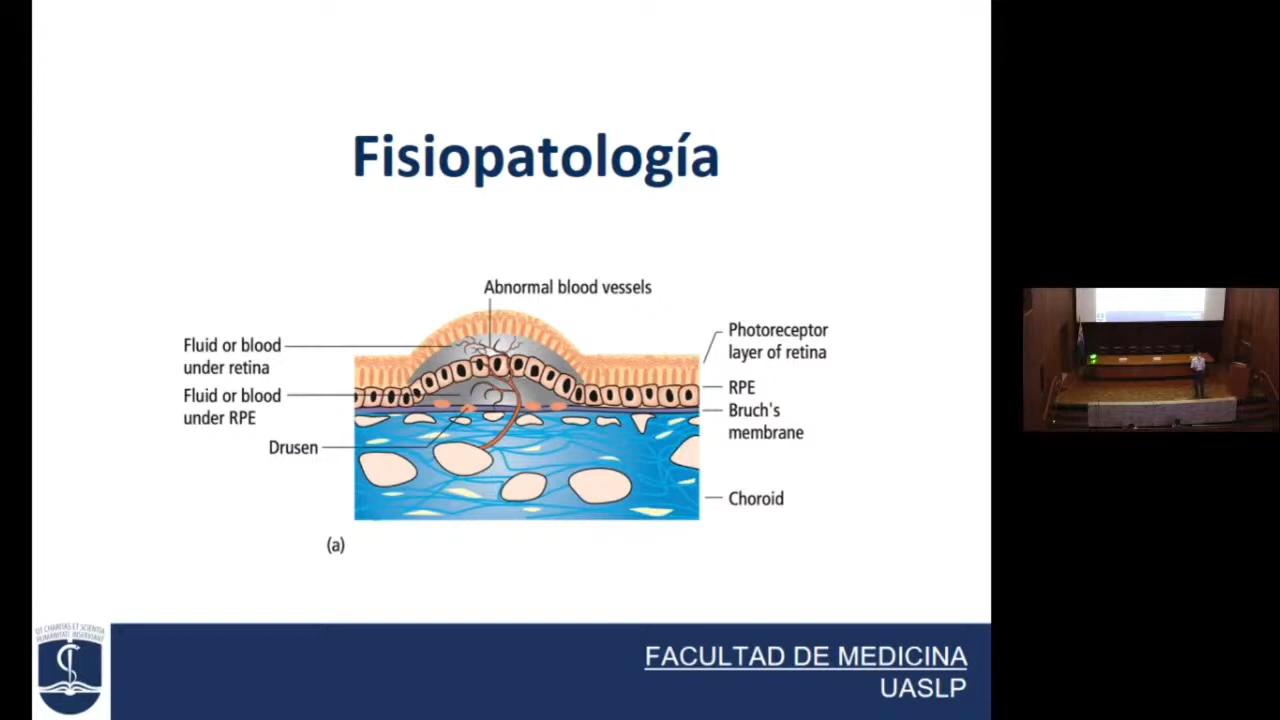 Fisiopatología
Abnormal blood vessels
Fluid or blood
under retina
Fluid or blood
under RPE
Drusen
Photoreceptor
layer of retina
RPE
Bruch's
membrane
Choroid
(a)
FACULTAD DE MEDICINA
UASLP